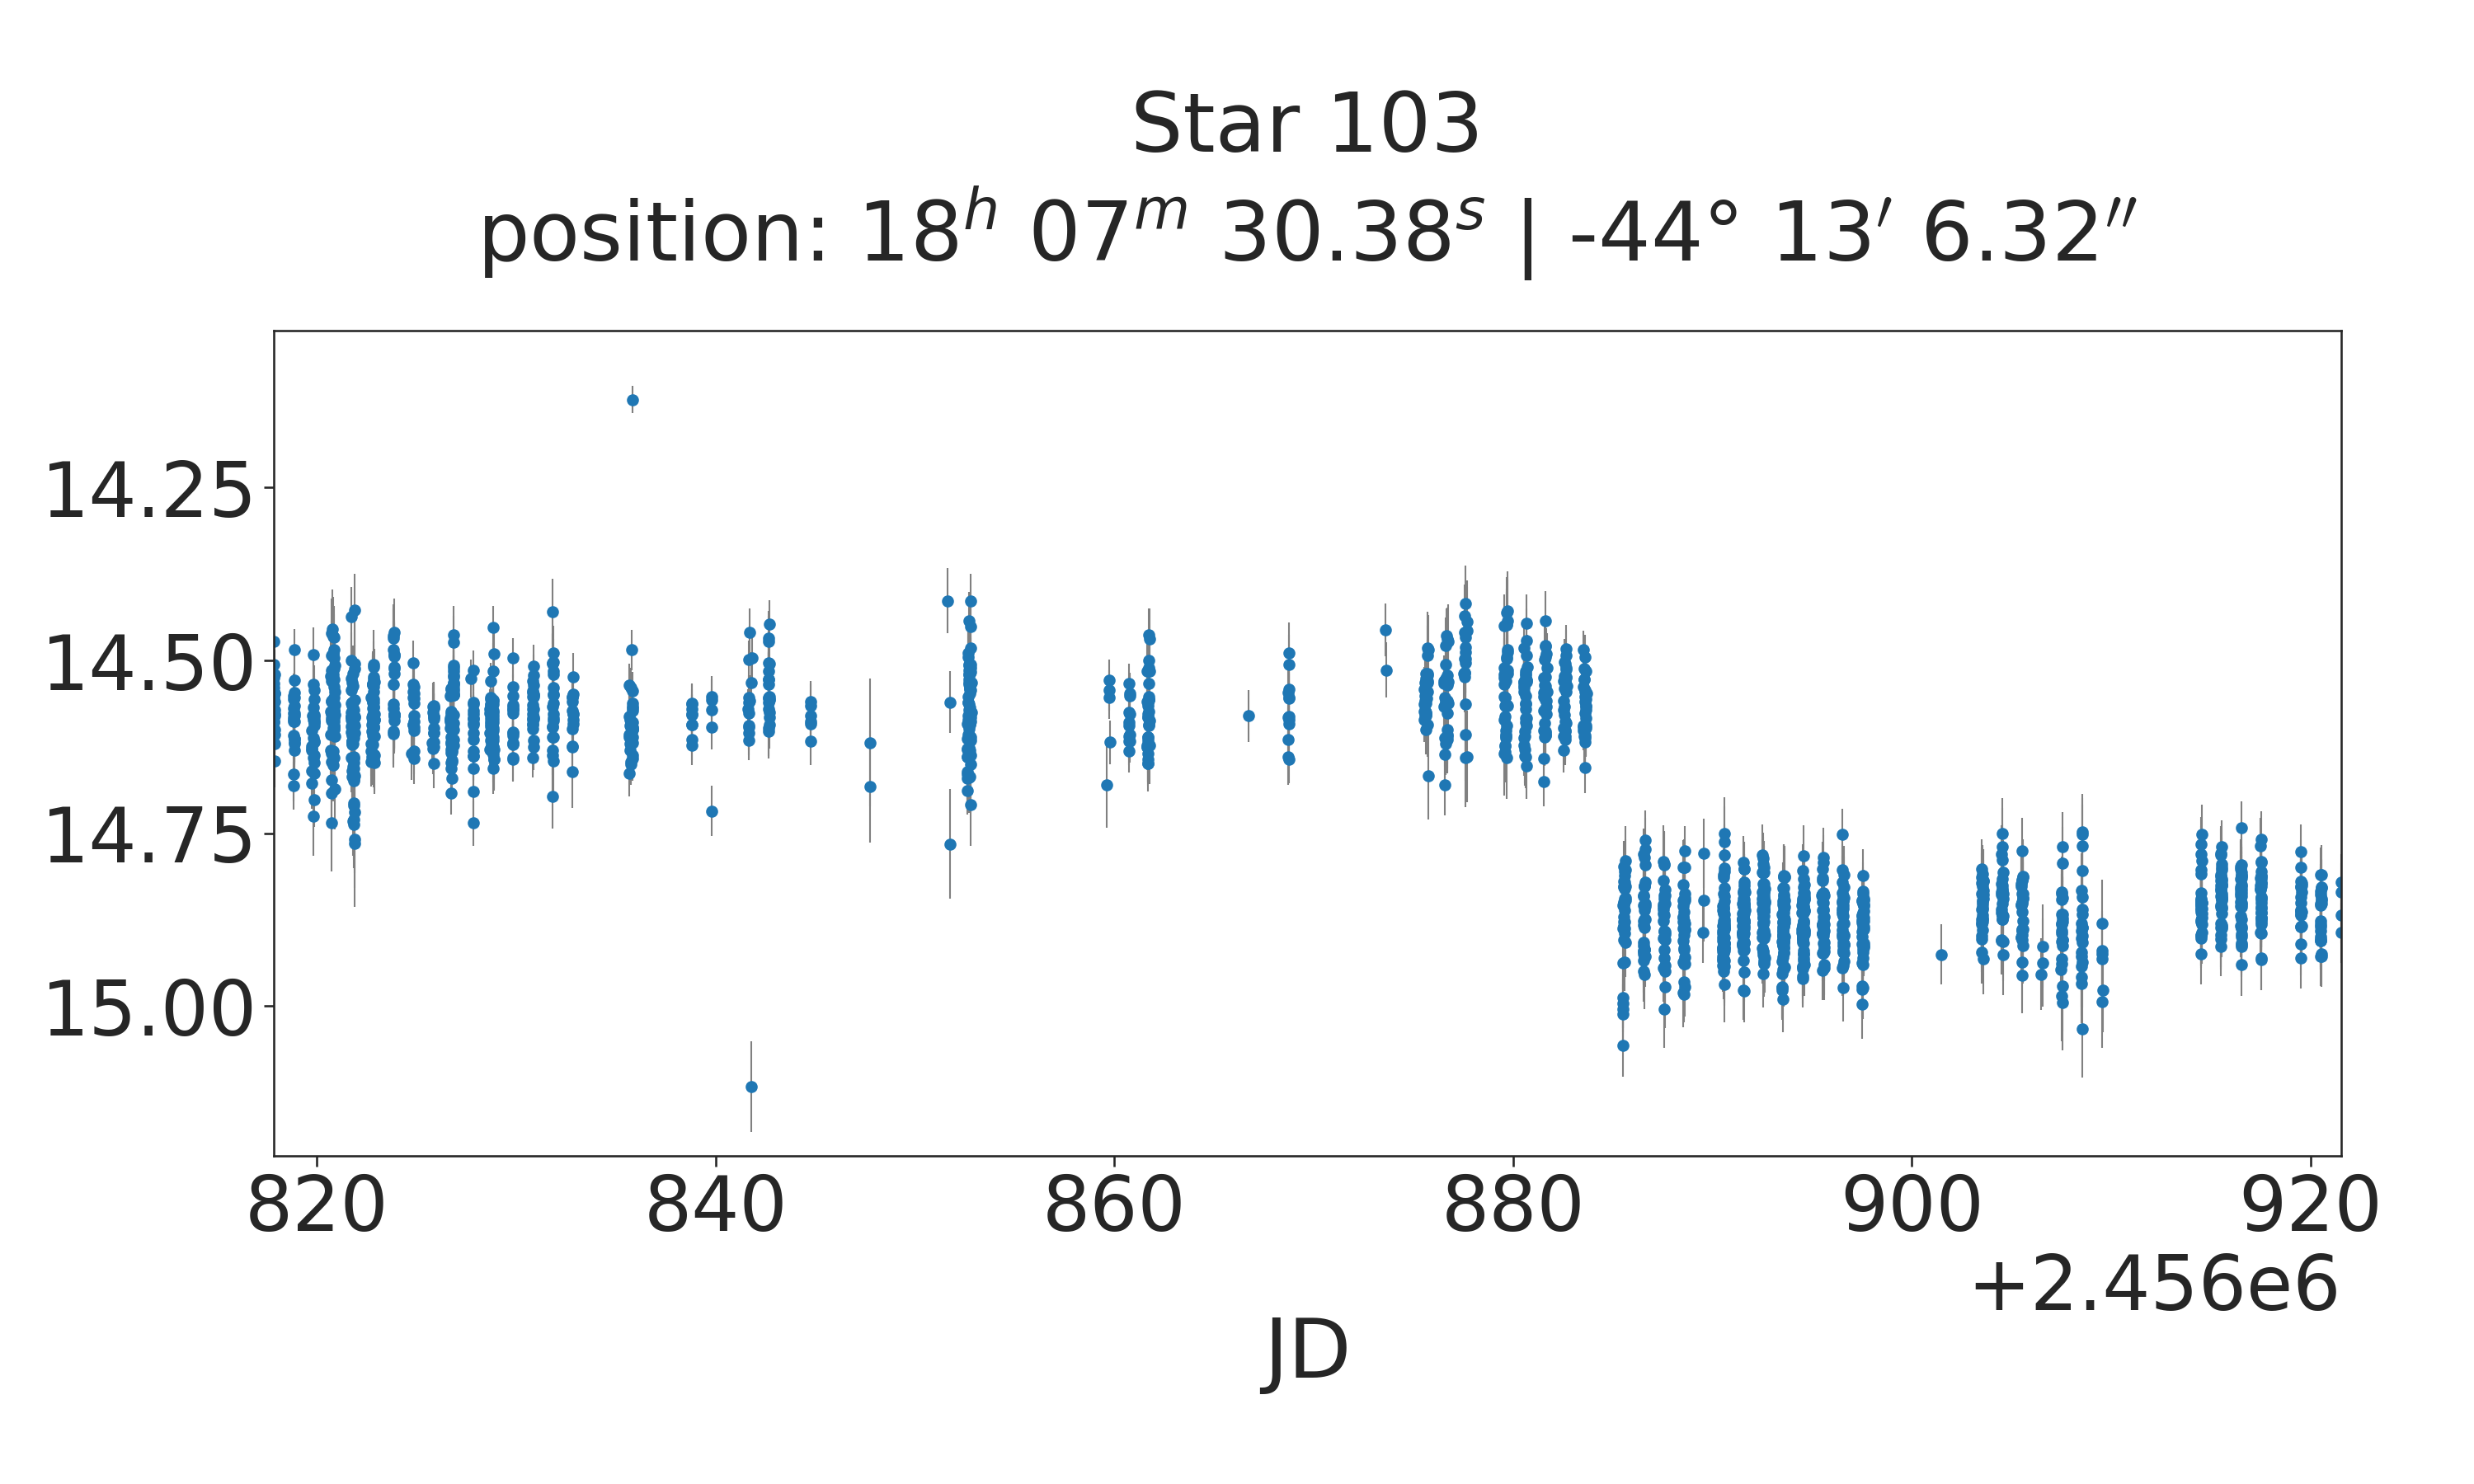 Star 103
position: 18ʰ 07ᵐ 30.38ˢ | -44° 13′ 6.32″
14.25
14.50
14.75
15.00
820 840 860 880 900 920
+2.456e6
JD